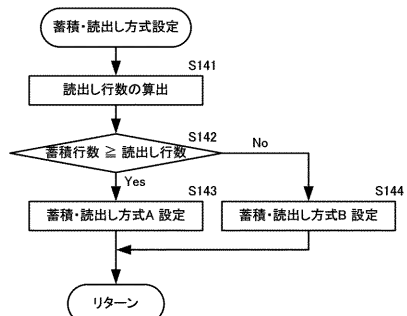 蓄積・読出し方式設定
S141
読出し行数の算出
S142
蓄積行数 ≧ 読出し行数
No
Yes
S143
S144
蓄積・読出し方式A 設定
蓄積・読出し方式B 設定
リターン